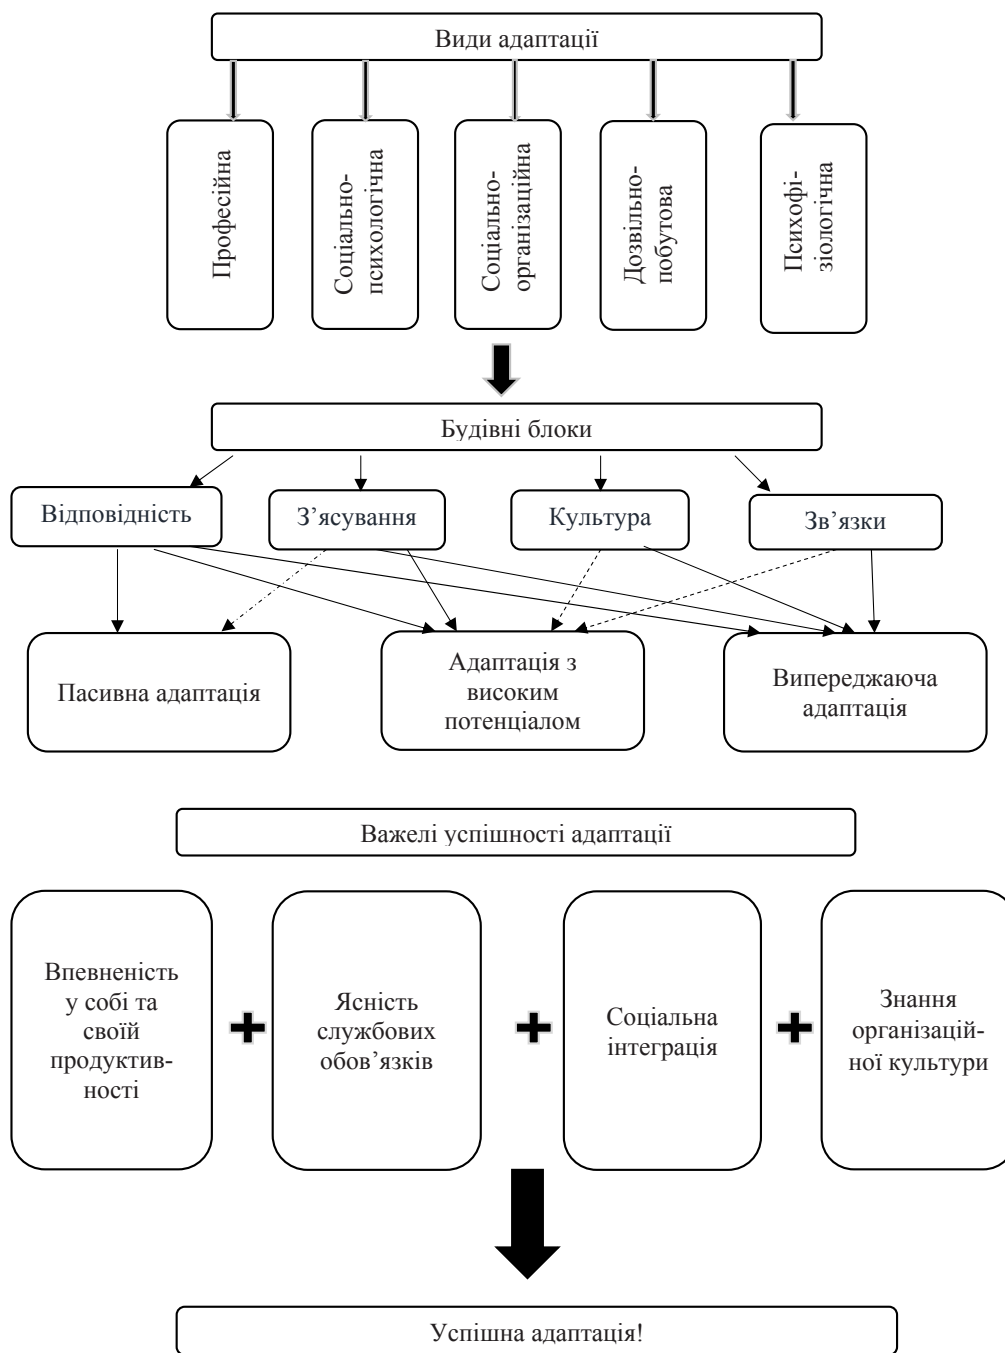 Види адаптації
Професійна
Соціально-
психологічна
Соціально-
організаційна
Дозвільно-
побутова
Психофі-
зіологічна
Будівні блоки
Відповідність
З’ясування
Культура
Зв’язки
Пасивна адаптація
Адаптація з
високим
потенціалом
Випереджаюча
адаптація
Важелі успішності адаптації
Впевненість
у собі та
своїй
продуктив-
ності
Ясність
службових
обов’язків
Соціальна
інтеграція
Знання
організацій-
ної культури
Успішна адаптація!